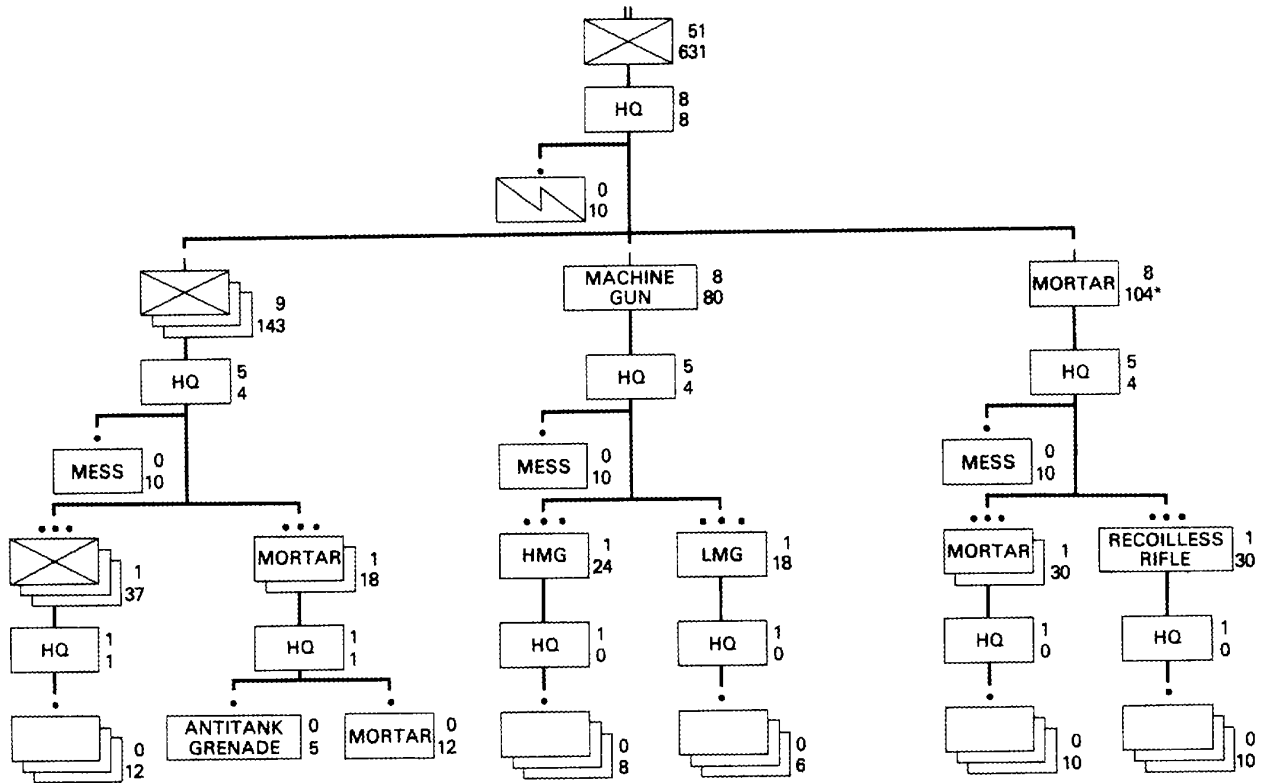 51
631
HQ
8
8
0
10
9
143
MACHINE
GUN
8
80
MORTAR
8
104*
HQ
5
4
HQ
5
4
HQ
5
4
MESS
0
10
MESS
0
10
MESS
0
10
1
37
MORTAR
1
18
HMG
1
24
LMG
1
18
MORTAR
1
30
RECOILLESS
RIFLE
1
30
HQ
1
1
HQ
1
1
HQ
1
0
HQ
1
0
HQ
1
0
HQ
1
0
0
12
ANTITANK
GRENADE
0
5
MORTAR
0
12
0
8
0
6
0
10
0
10